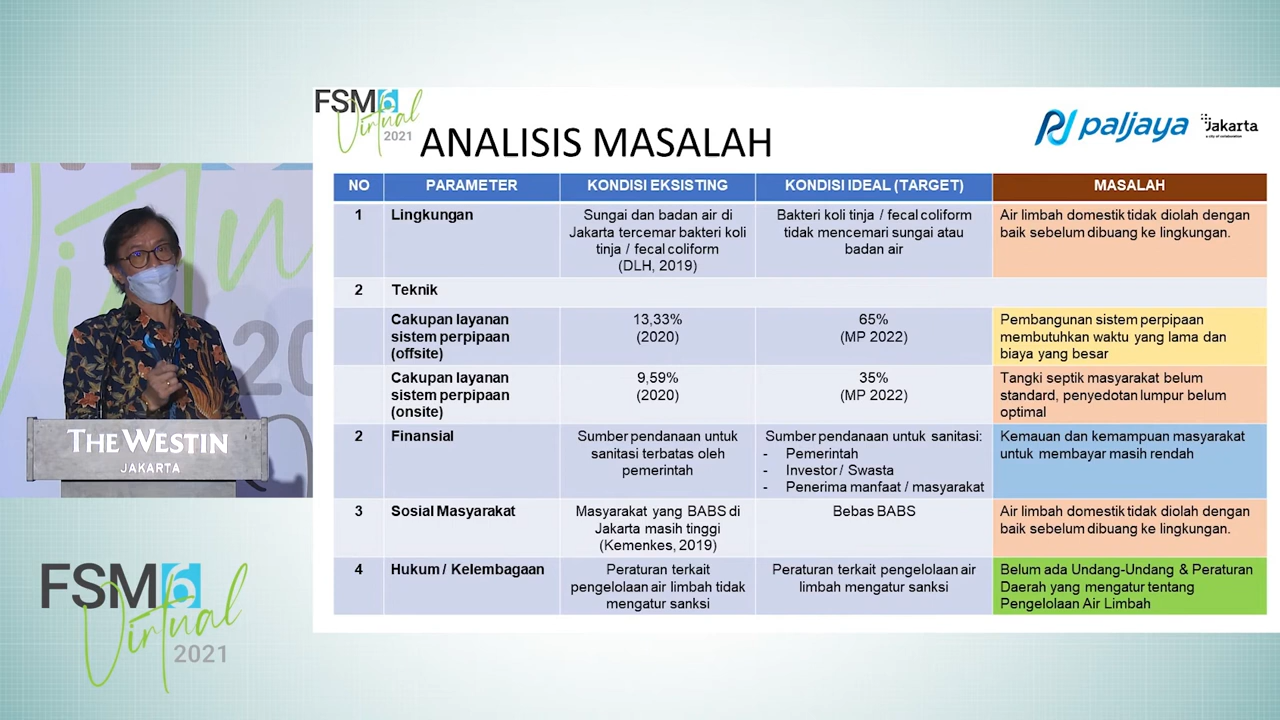 FSM6
Virtual
2021
ANALISIS MASALAH
paljaya
Jakarta
a city of collaboration
NO PARAMETER KONDISI EKSISTING KONDISI IDEAL (TARGET) MASALAH
1
Lingkungan
Sungai dan badan air di
Jakarta tercemar bakteri koli
tinja / fecal coliform
(DLH, 2019)
Bakteri koli tinja / fecal coliform
tidak mencemari sungai atau
badan air
Air limbah domestik tidak diolah dengan
baik sebelum dibuang ke lingkungan.
2
Teknik
Cakupan layanan
sistem perpipaan
(offsite)
13,33%
(2020)
65%
(MP 2022)
Pembangunan sistem perpipaan
membutuhkan waktu yang lama dan
biaya yang besar
Cakupan layanan
sistem perpipaan
(onsite)
9,59%
(2020)
35%
(MP 2022)
Tangki septik masyarakat belum
standard, penyedotan lumpur belum
optimal
2
Finansial
Sumber pendanaan untuk
sanitasi terbatas oleh
pemerintah
Sumber pendanaan untuk sanitasi:
- Pemerintah
- Investor / Swasta
- Penerima manfaat / masyarakat
Kemauan dan kemampuan masyarakat
untuk membayar masih rendah
3
Sosial Masyarakat
Masyarakat yang BABS di
Jakarta masih tinggi
(Kemenkes, 2019)
Bebas BABS
Air limbah domestik tidak diolah dengan
baik sebelum dibuang ke lingkungan.
4
Hukum / Kelembagaan
Peraturan terkait
pengelolaan air limbah tidak
mengatur sanksi
Peraturan terkait pengelolaan air
limbah mengatur sanksi
Belum ada Undang-Undang & Peraturan
Daerah yang mengatur tentang
Pengelolaan Air Limbah
THE WESTIN
JAKARTA
FSM6
Virtual
2021